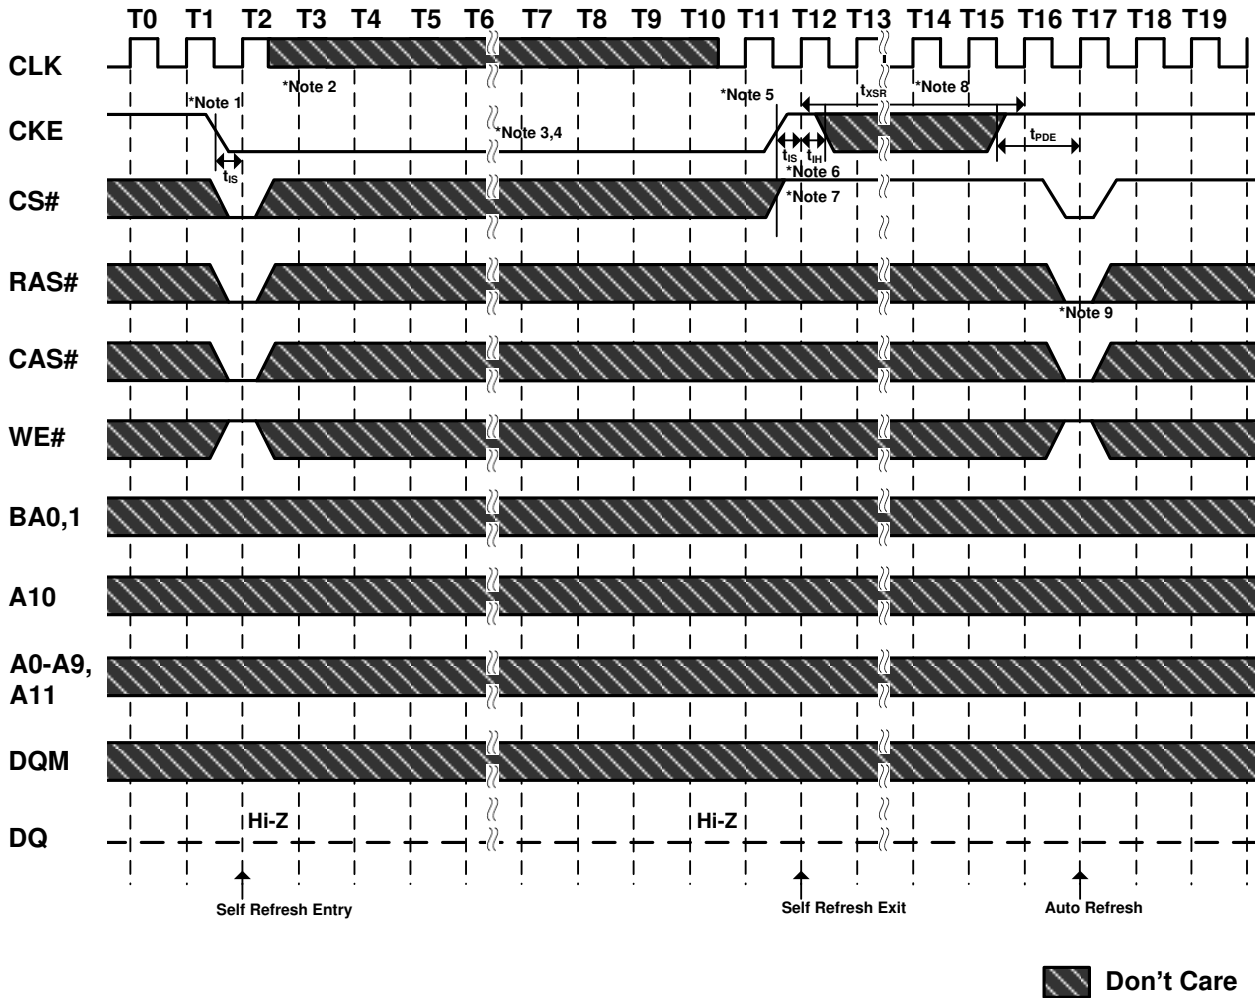 T0 T1 T2 T3 T4 T5 T6 T7 T8 T9 T10 T11 T12 T13 T14 T15 T16 T17 T18 T19
CLK
*Note 2
*Note 5
tXSR
*Note 8
*Note 1
CKE
*Note 3,4
tPDE
tIS
tIS
tIH
*Note 6
CS#
*Note 7
RAS#
*Note 9
CAS#
WE#
BA0,1
A10
A0-A9,
A11
DQM
Hi-Z
Hi-Z
DQ
Self Refresh Entry
Self Refresh Exit
Auto Refresh
Don't Care